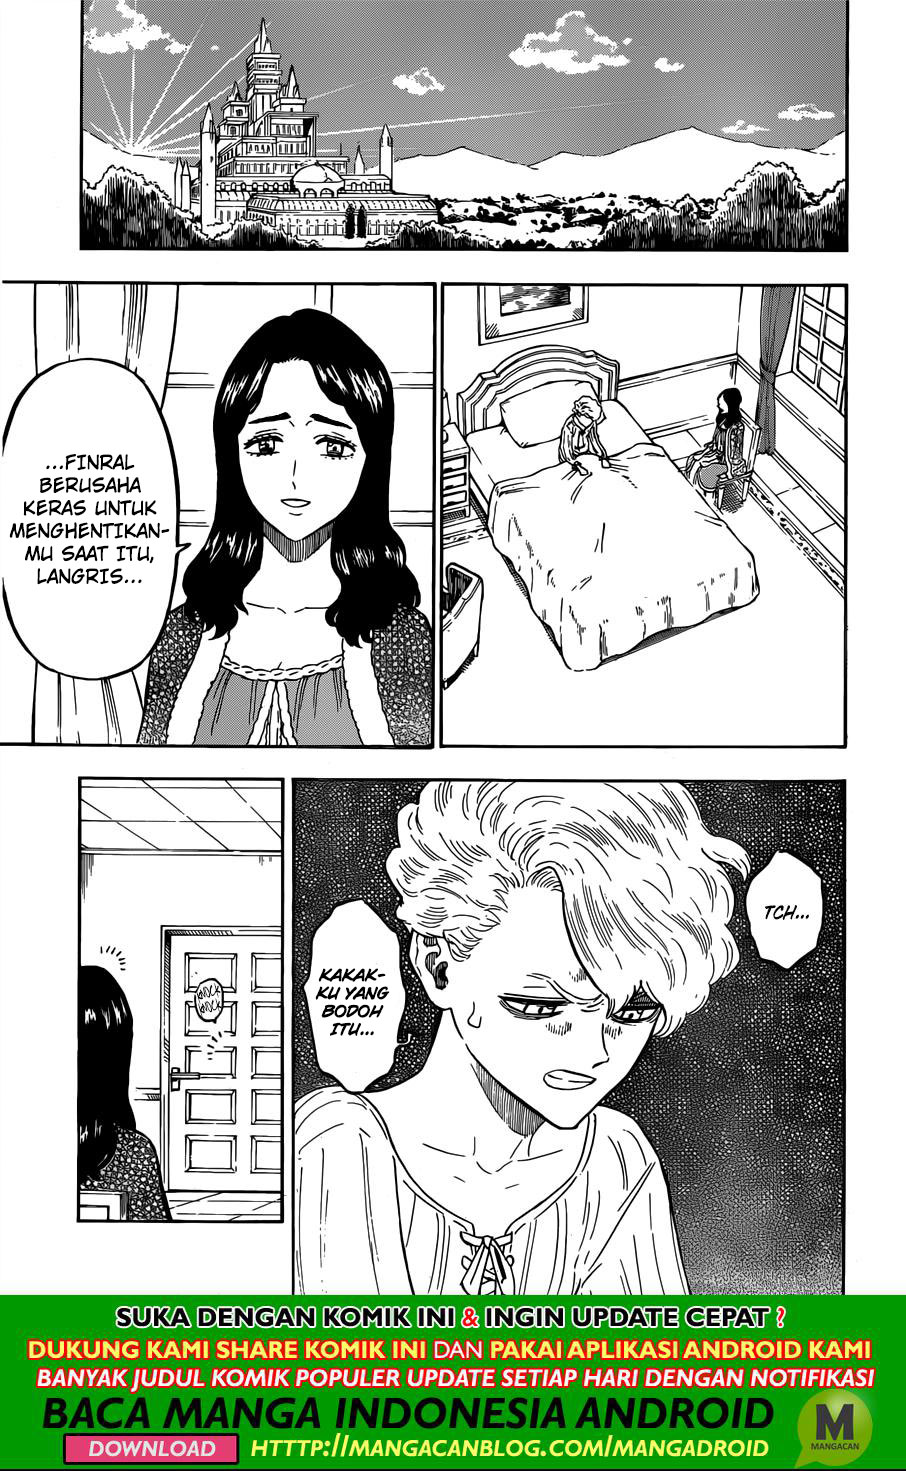 ...FINRAL
BERUSAHA
KERAS UNTUK
MENGHENTIKAN-
MU SAAT ITU,
LANGRIS...
TCH...
KAKAK-
KU YANG
BODOH
ITU...
KNOCK
KNOCK
SUKA DENGAN KOMIK INI & INGIN UPDATE CEPAT ?
DUKUNG KAMI SHARE KOMIK INI DAN PAKAI APLIKASI ANDROID KAMI
BANYAK JUDUL KOMIK POPULER UPDATE SETIAP HARI DENGAN NOTIFIKASI
BACA MANGA INDONESIA ANDROID
DOWNLOAD HTTTP://MANGACANBLOG.COM/MANGADROID
M
MANGACAN